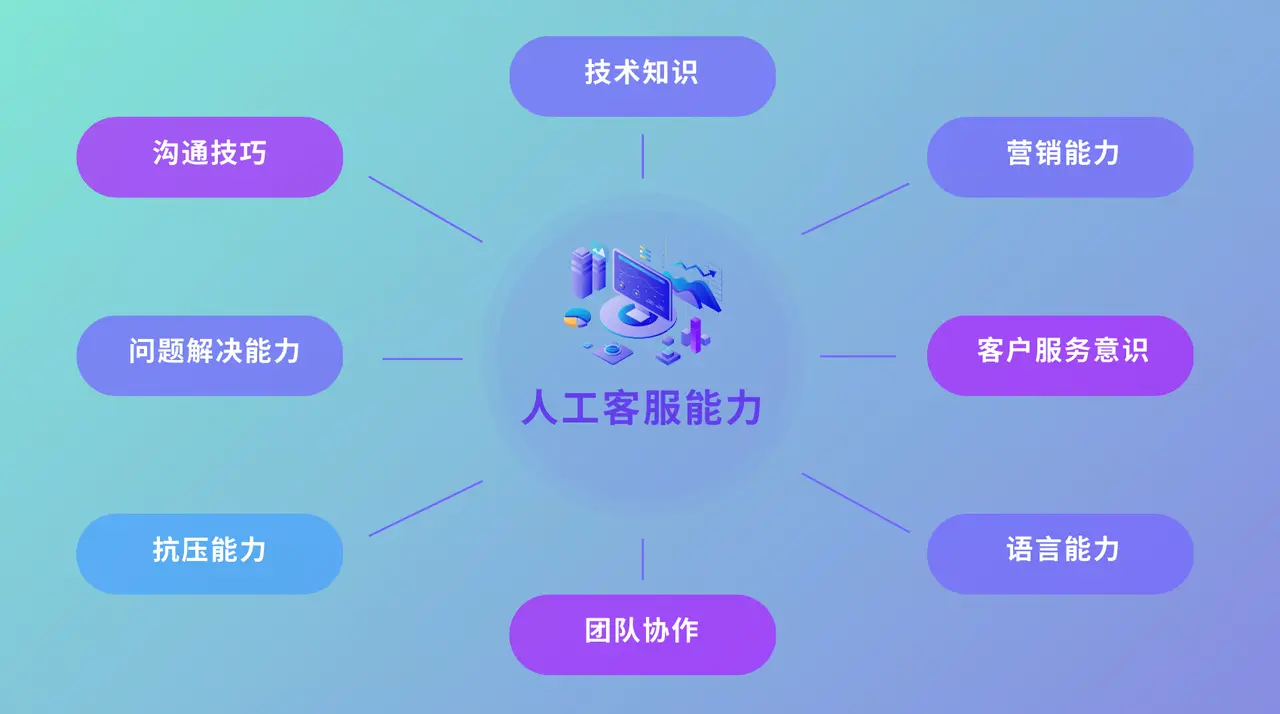 技术知识
沟通技巧
营销能力
问题解决能力
客户服务意识
人工客服能力
抗压能力
语言能力
团队协作